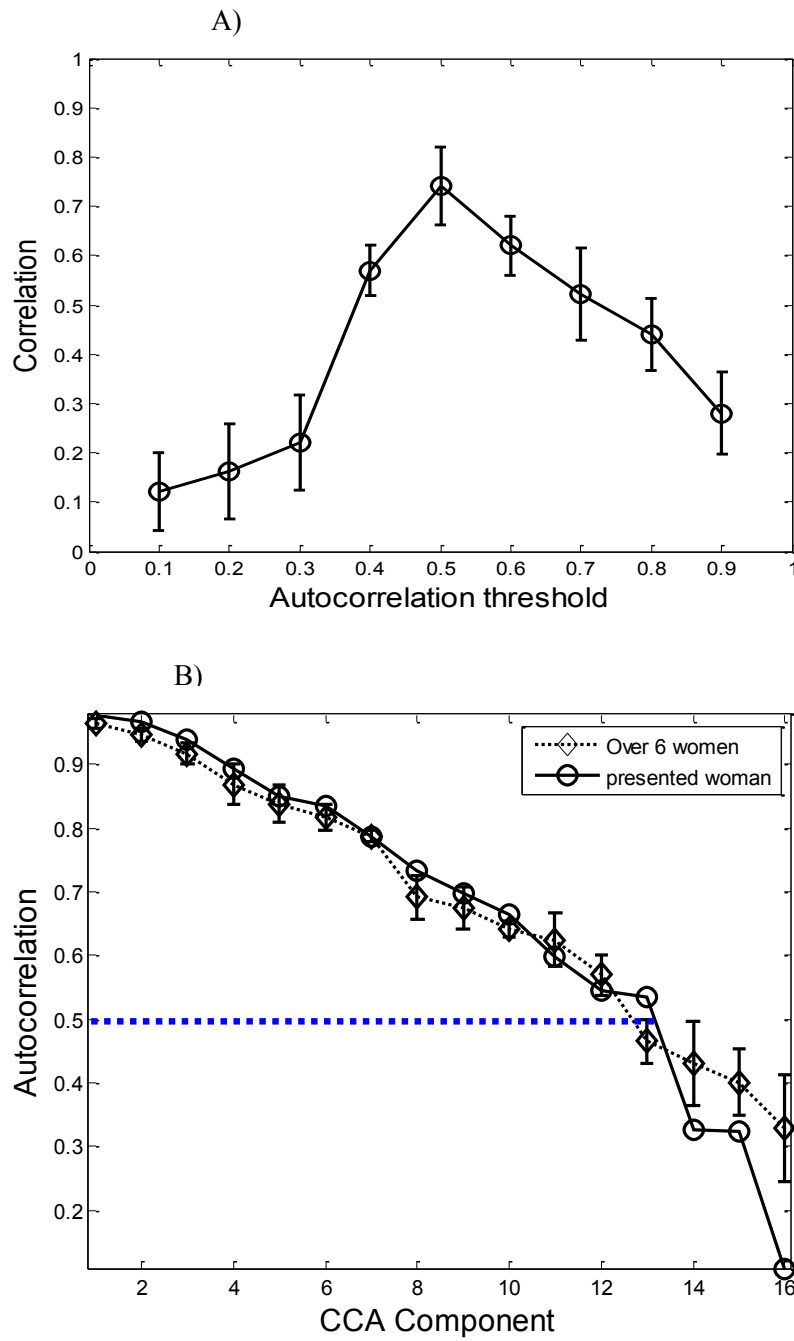 A)
1
0.9
0.8
0.7
0.6
0.5
0.4
0.3
0.2
0.1
0
Correlation
0 0.1 0.2 0.3 0.4 0.5 0.6 0.7 0.8 0.9 1
Autocorrelation threshold
B)
Over 6 women
presented woman
0.9
0.8
0.7
0.6
0.5
0.4
0.3
0.2
Autocorrelation
2 4 6 8 10 12 14 16
CCA Component